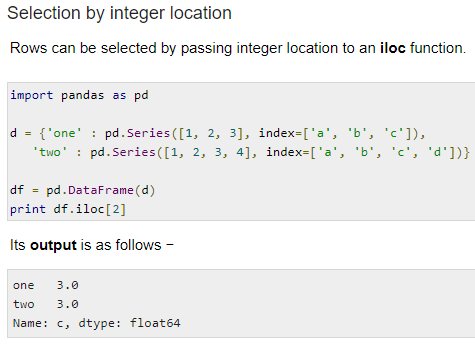 Selection by integer location
Rows can be selected by passing integer location to an iloc function.
import pandas as pd
d = {'one' : pd.Series([1, 2, 3], index=['a', 'b', 'c']),
   'two' : pd.Series([1, 2, 3, 4], index=['a', 'b', 'c', 'd'])}
df = pd.DataFrame(d)
print df.iloc[2]
Its output is as follows −
one   3.0
two   3.0
Name: c, dtype: float64